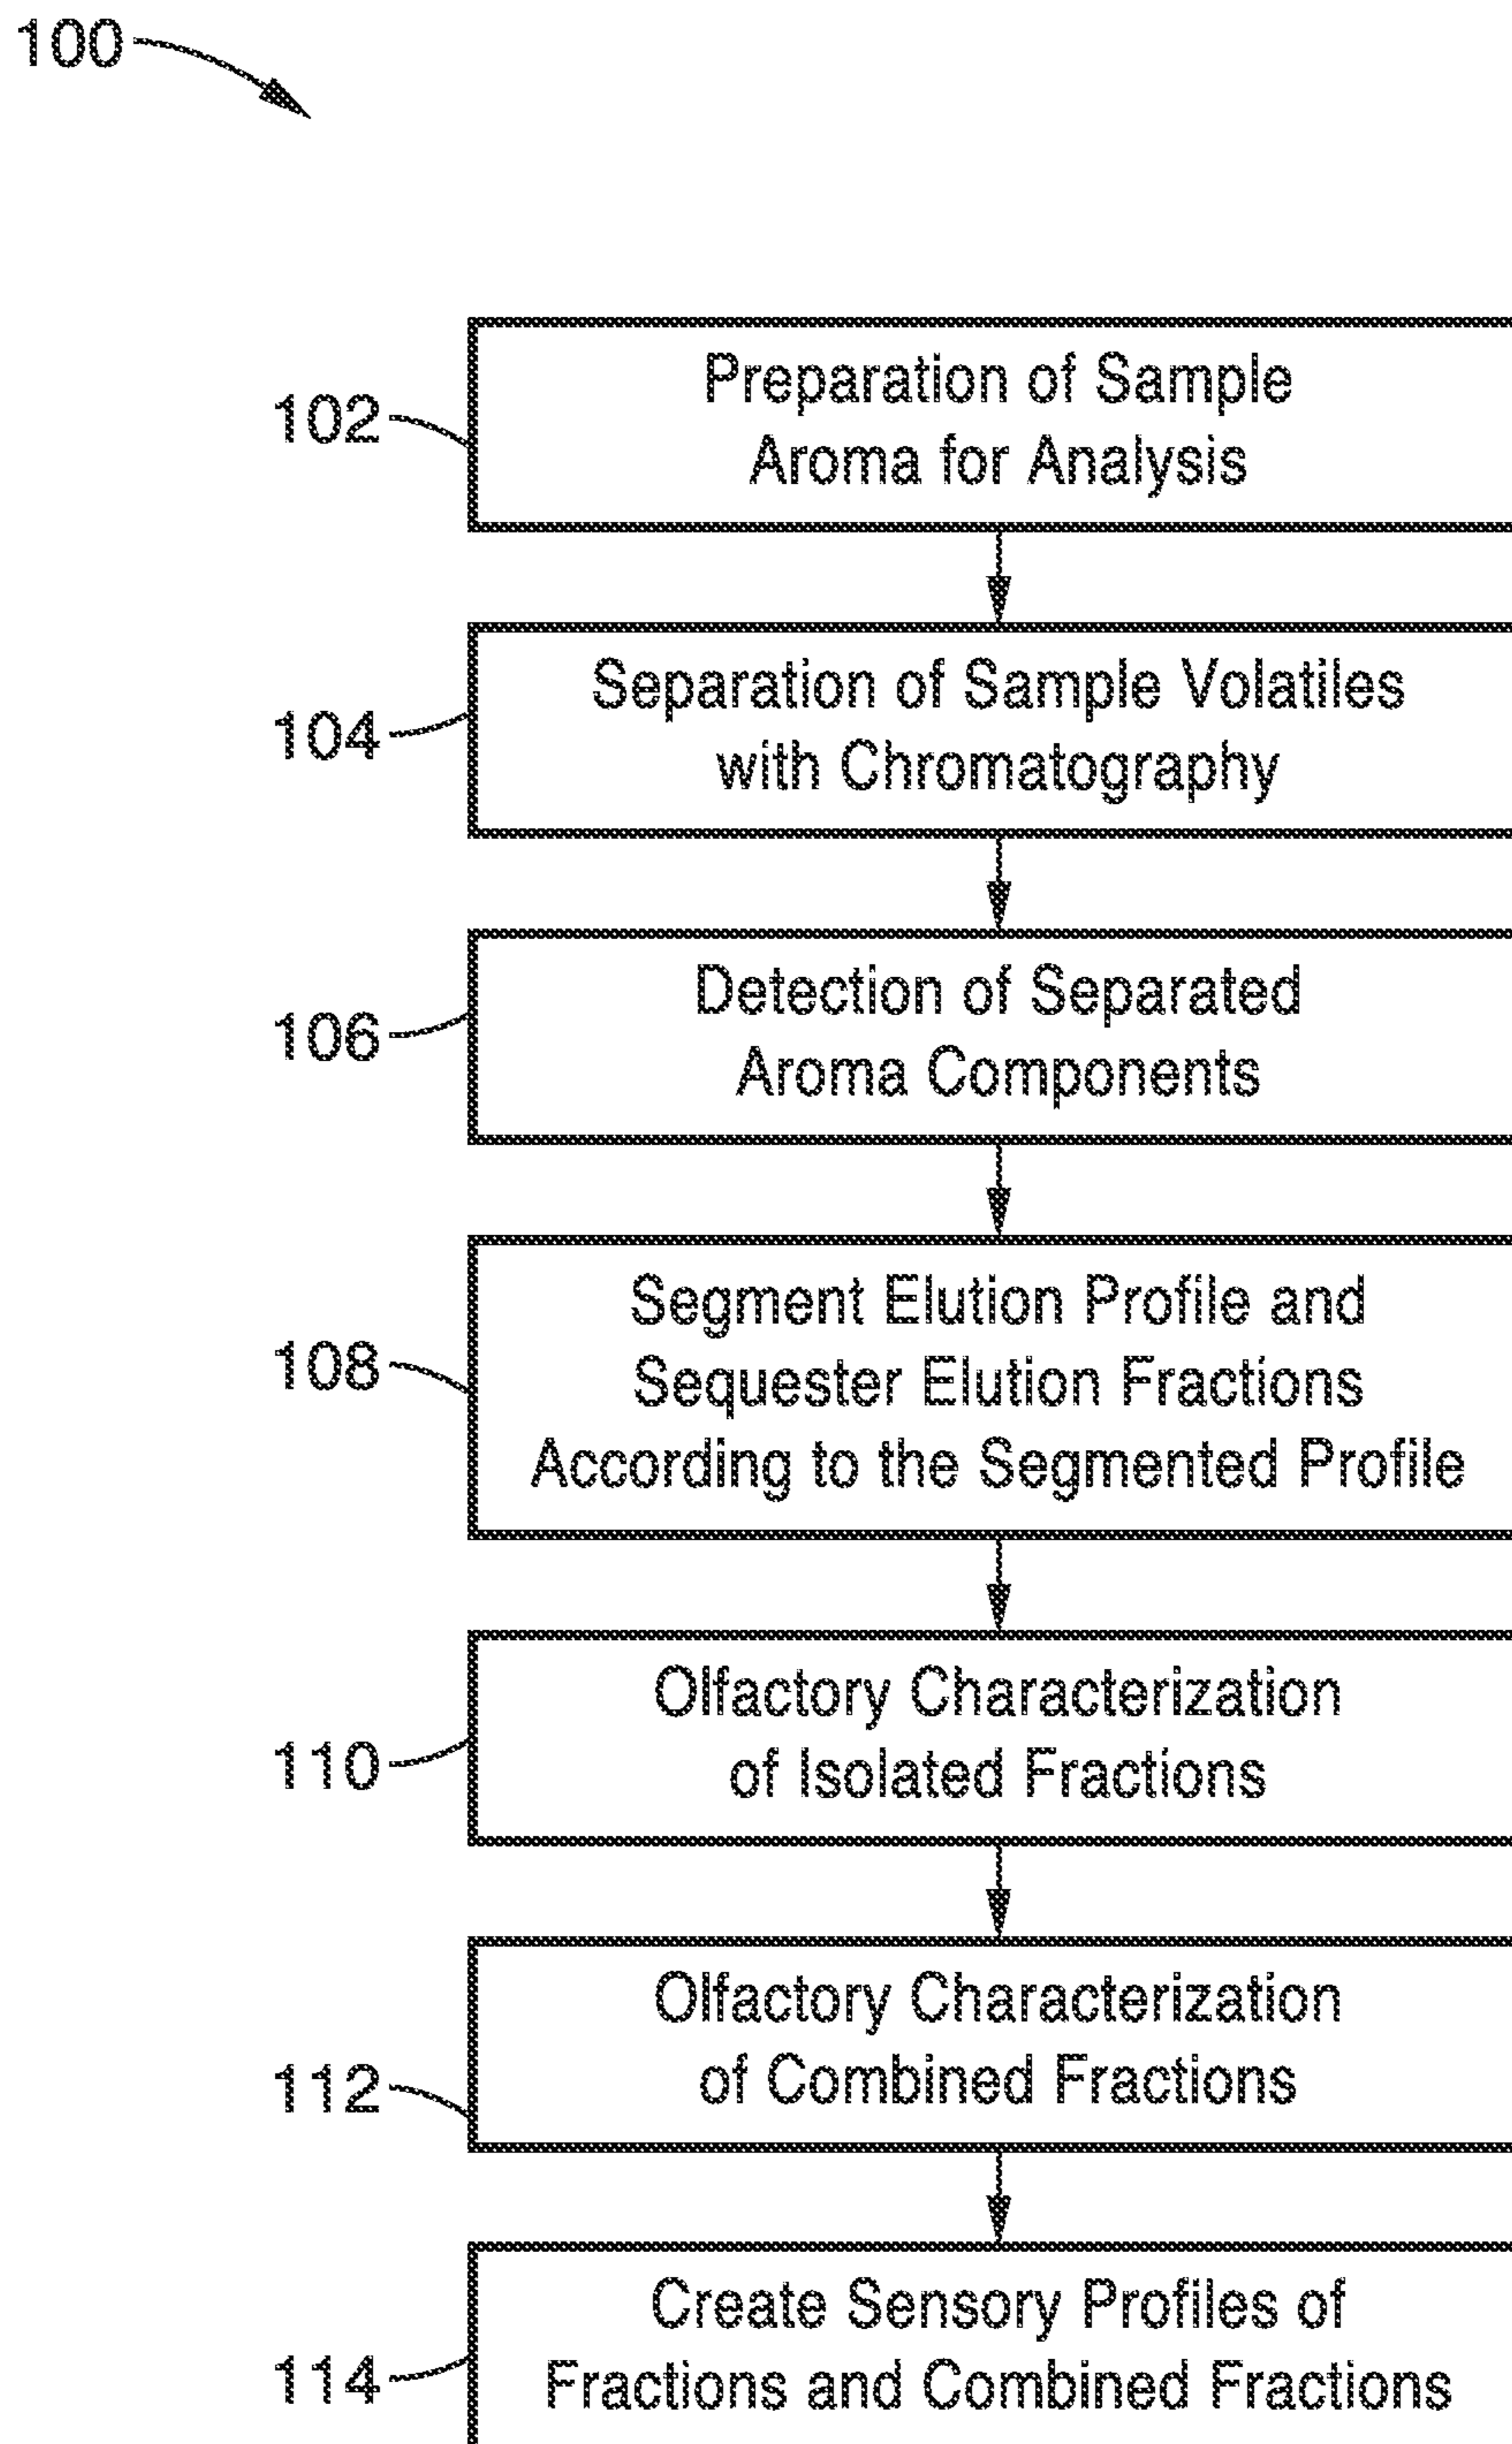 100
102
Preparation of Sample
Aroma for Analysis
104
Separation of Sample Volatiles
with Chromatography
106
Detection of Separated
Aroma Components
108
Segment Elution Profile and
Sequester Elution Fractions
According to the Segmented Profile
110
Olfactory Characterization
of Isolated Fractions
112
Olfactory Characterization
of Combined Fractions
114
Create Sensory Profiles of
Fractions and Combined Fractions